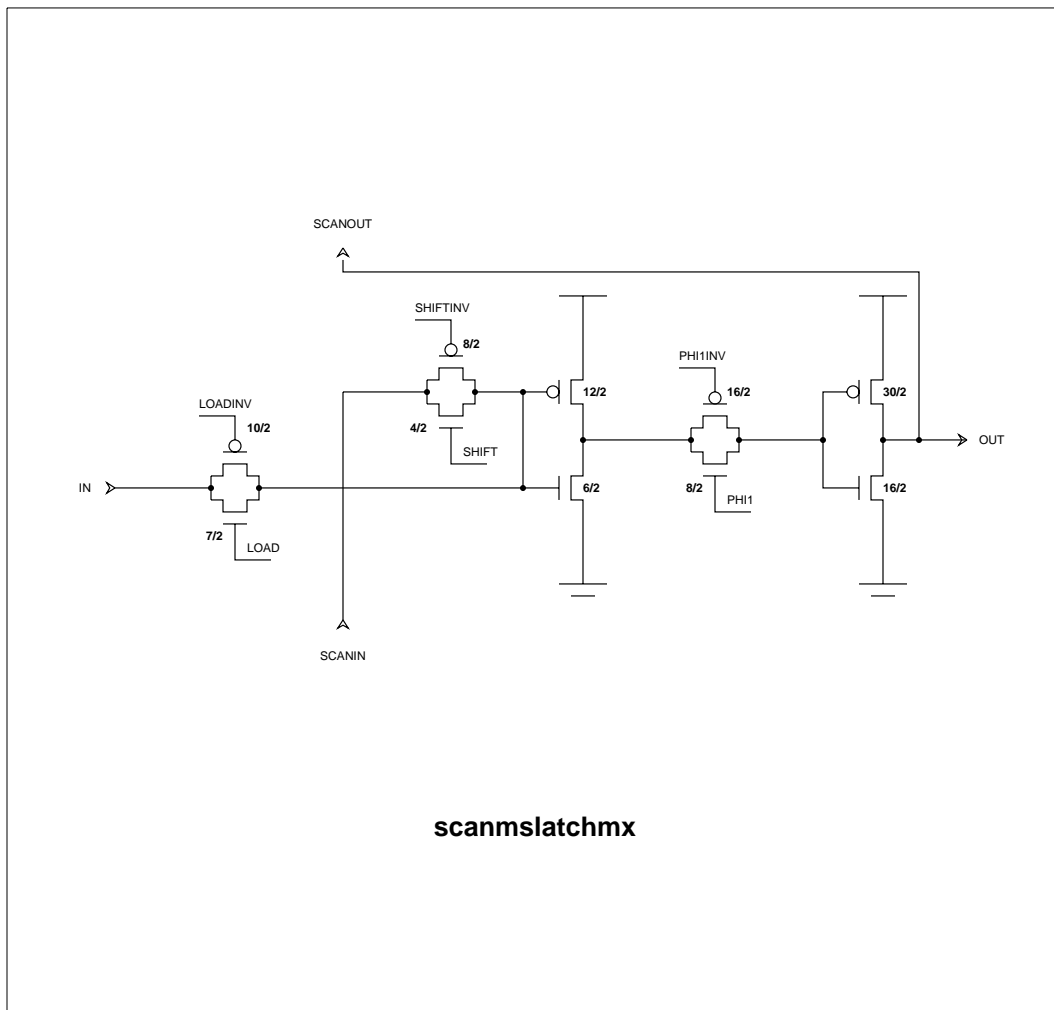 SCANOUT
SHIFTINV
8/2
PHI1INV
16/2
12/2
30/2
LOADINV
10/2
4/2
SHIFT
OUT
IN
6/2
8/2
16/2
PHI1
7/2
LOAD
SCANIN
scanmslatchmx